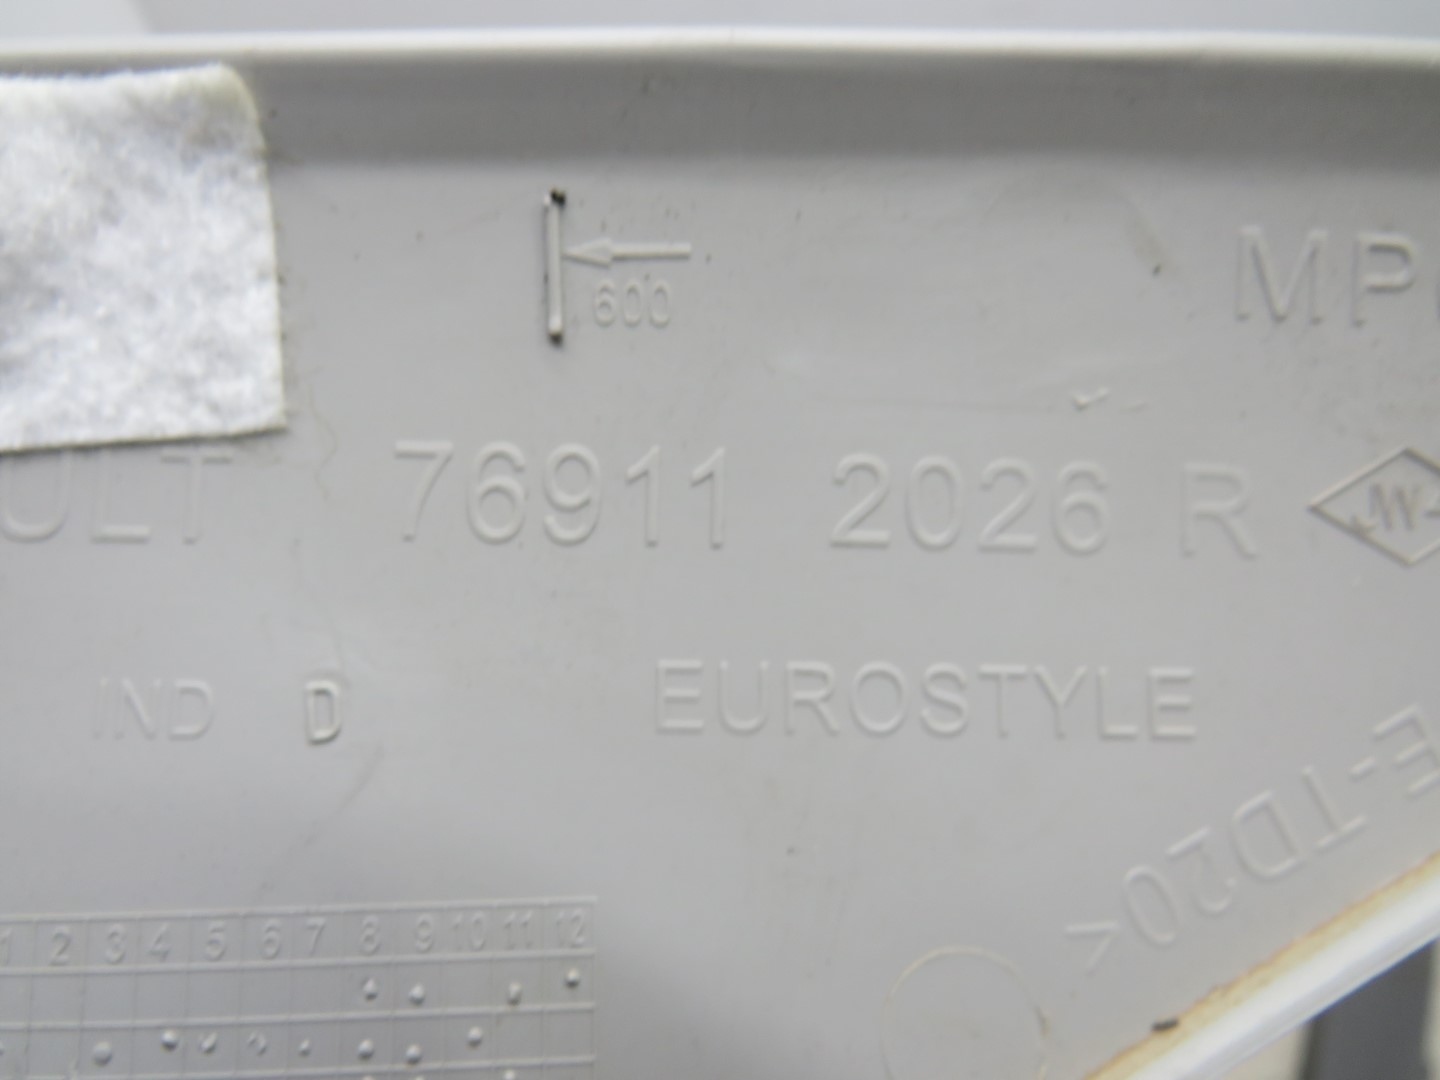 600
MP
ULT 76911 2026 R
IND D EUROSTYLE
E-TD20<
1 2 3 4 5 6 7 8 9 10 11 12